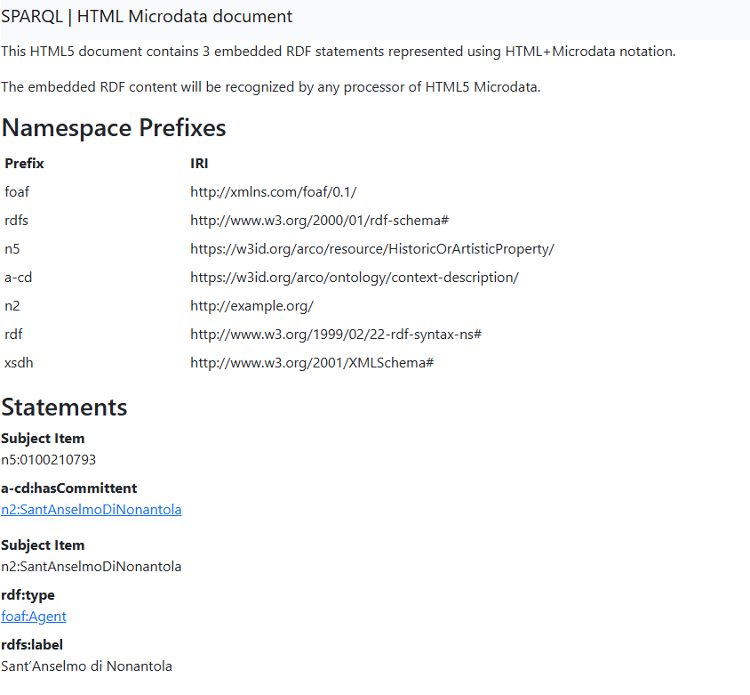 SPARQL | HTML Microdata document
This HTML5 document contains 3 embedded RDF statements represented using HTML+Microdata notation.
The embedded RDF content will be recognized by any processor of HTML5 Microdata.
Namespace Prefixes
Prefix IRI
foaf http://xmlns.com/foaf/0.1/
rdfs http://www.w3.org/2000/01/rdf-schema#
n5 https://w3id.org/arco/resource/HistoricOrArtisticProperty/
a-cd https://w3id.org/arco/ontology/context-description/
n2 http://example.org/
rdf http://www.w3.org/1999/02/22-rdf-syntax-ns#
xsdh http://www.w3.org/2001/XMLSchema#
Statements
Subject Item
n5:0100210793
a-cd:hasCommittent
n2:SantAnselmoDiNonantola
Subject Item
n2:SantAnselmoDiNonantola
rdf:type
foaf:Agent
rdfs:label
Sant’Anselmo di Nonantola